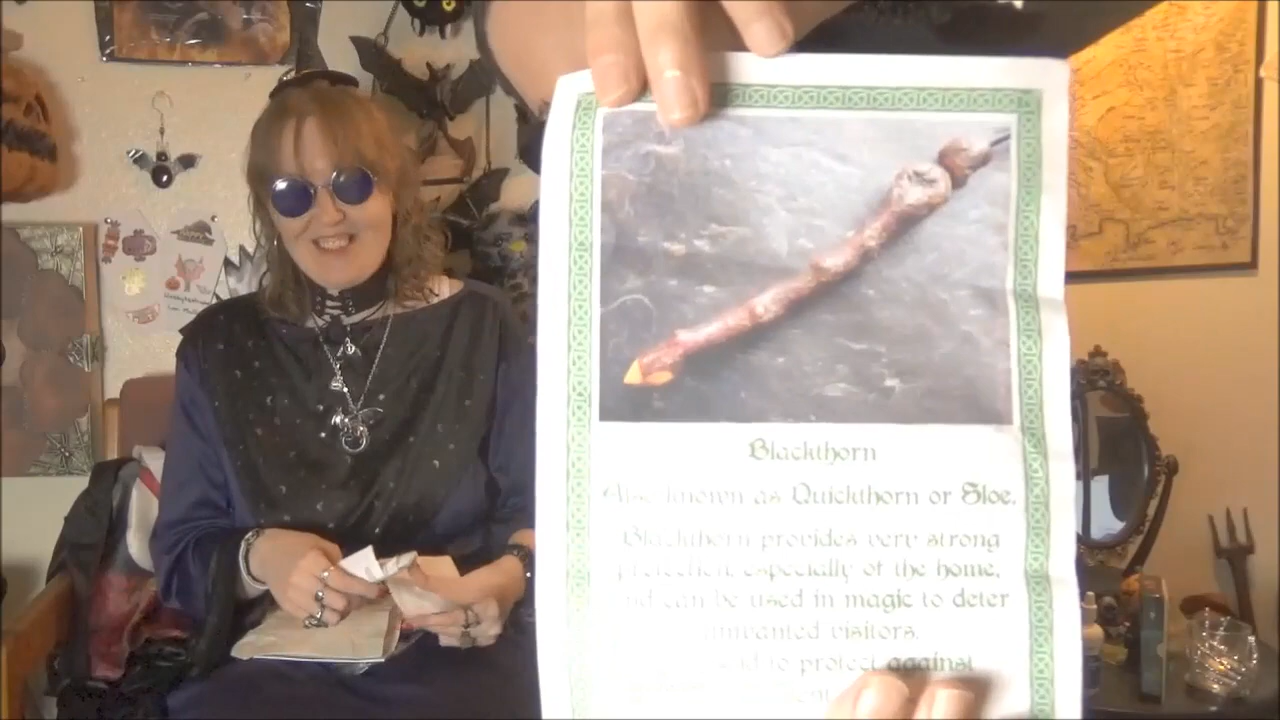 Blackthorn
Also known as Quickthorn or Sloe.
Blackthorn provides very strong
protection, especially of the home,
and can be used in magic to deter
unwanted visitors.
to protect against